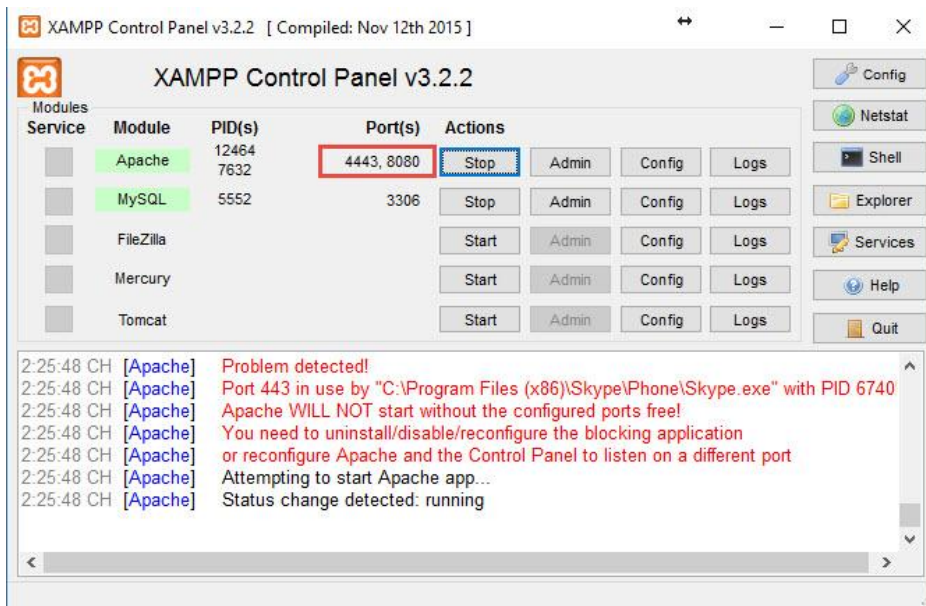 XAMPP Control Panel v3.2.2 [ Compiled: Nov 12th 2015 ]
XAMPP Control Panel v3.2.2
Config
Modules
Service Module PID(s) Port(s) Actions
Netstat
Apache 12464 7632 4443, 8080 Stop Admin Config Logs
Shell
MySQL 5552 3306 Stop Admin Config Logs
Explorer
FileZilla Start Admin Config Logs
Services
Mercury Start Admin Config Logs
Help
Tomcat Start Admin Config Logs
Quit
2:25:48 CH [Apache] Problem detected!
2:25:48 CH [Apache] Port 443 in use by "C:\Program Files (x86)\Skype\Phone\Skype.exe" with PID 6740
2:25:48 CH [Apache] Apache WILL NOT start without the configured ports free!
2:25:48 CH [Apache] You need to uninstall/disable/reconfigure the blocking application
2:25:48 CH [Apache] or reconfigure Apache and the Control Panel to listen on a different port
2:25:48 CH [Apache] Attempting to start Apache app...
2:25:48 CH [Apache] Status change detected: running